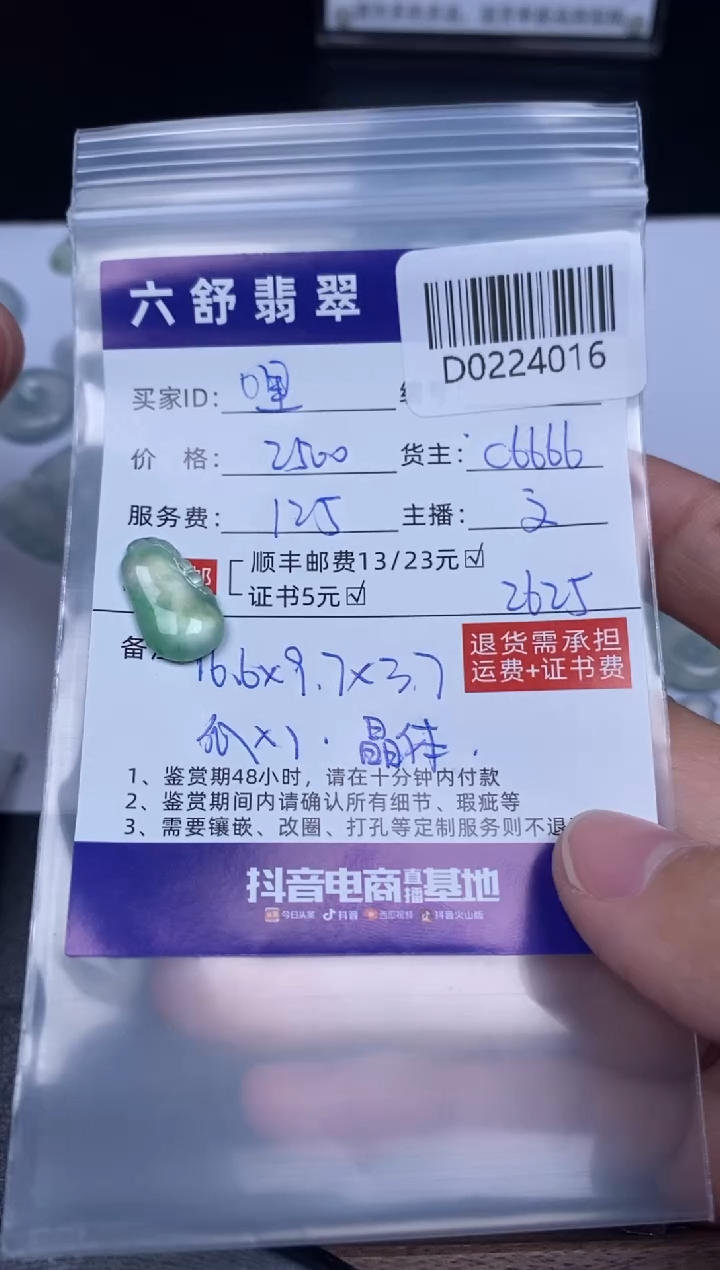 六舒翡翠
D0224016
买家ID: 哩
价 格: 2500 货主: C6666
服务费: 125 主播:
邮 顺丰邮费13/23元☑
证书5元☑ 2625
退货需承担
运费+证书费
备 16.6x9.7x3.7
x1. 晶体.
1、鉴赏期48小时，请在十分钟内付款
2、鉴赏期间内请确认所有细节、瑕疵等
3、需要镶嵌、改圈、打孔等定制服务则不退
抖音电商直播基地
今日头条 抖音 西瓜视频 抖音火山版